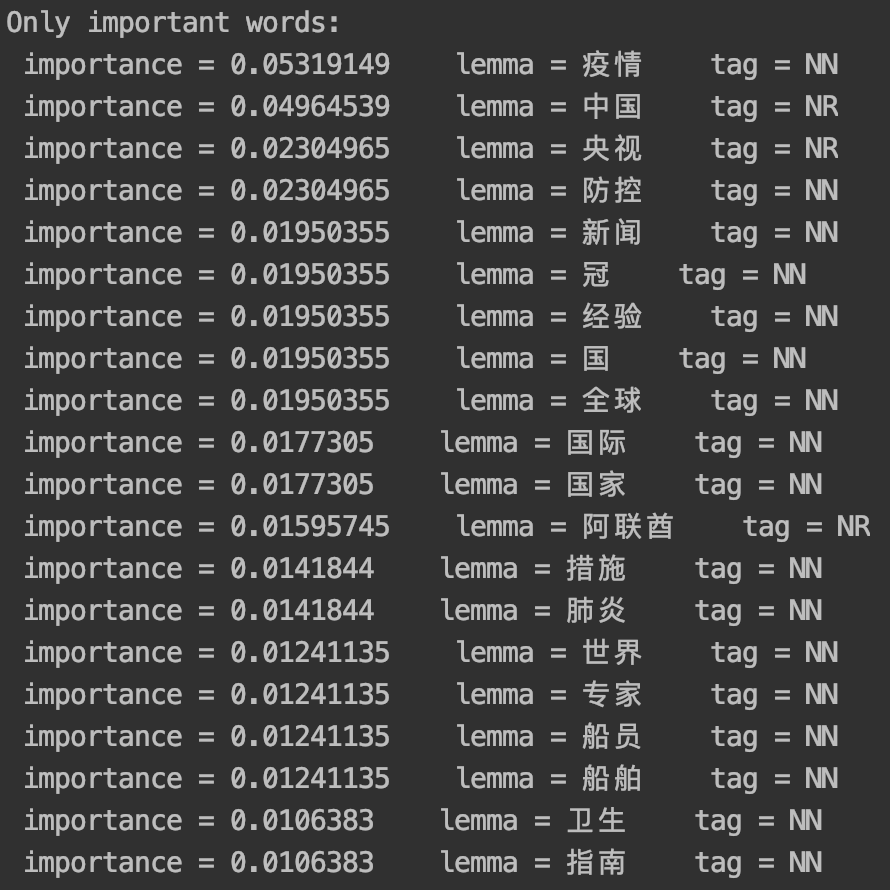 Only important words:
importance = 0.05319149 lemma = 疫情 tag = NN
importance = 0.04964539 lemma = 中国 tag = NR
importance = 0.02304965 lemma = 央视 tag = NR
importance = 0.02304965 lemma = 防控 tag = NN
importance = 0.01950355 lemma = 新闻 tag = NN
importance = 0.01950355 lemma = 冠 tag = NN
importance = 0.01950355 lemma = 经验 tag = NN
importance = 0.01950355 lemma = 国 tag = NN
importance = 0.01950355 lemma = 全球 tag = NN
importance = 0.0177305 lemma = 国际 tag = NN
importance = 0.0177305 lemma = 国家 tag = NN
importance = 0.01595745 lemma = 阿联酋 tag = NR
importance = 0.0141844 lemma = 措施 tag = NN
importance = 0.0141844 lemma = 肺炎 tag = NN
importance = 0.01241135 lemma = 世界 tag = NN
importance = 0.01241135 lemma = 专家 tag = NN
importance = 0.01241135 lemma = 船员 tag = NN
importance = 0.01241135 lemma = 船舶 tag = NN
importance = 0.0106383 lemma = 卫生 tag = NN
importance = 0.0106383 lemma = 指南 tag = NN